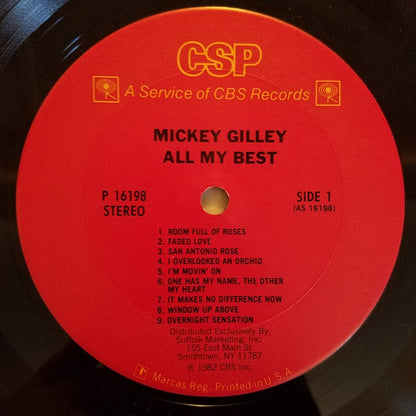 CSP
A Service of CBS Records
MICKEY GILLEY
ALL MY BEST
P 16198
STEREO
SIDE 1
(AS 16198)
1. ROOM FULL OF ROSES
2. FADED LOVE
3. SAN ANTONIO ROSE
4. I OVERLOOKED AN ORCHID
5. I'M MOVIN' ON
6. ONE HAS MY NAME, THE OTHER
MY HEART
7. IT MAKES NO DIFFERENCE NOW
8. WINDOW UP ABOVE
9. OVERNIGHT SENSATION
Distributed Exclusively By:
Suffolk Marketing, Inc.
155 East Main St.
Smithtown, NY 11787
℗ 1982 CBS Inc.
Marcas Reg. Printed in U.S.A.